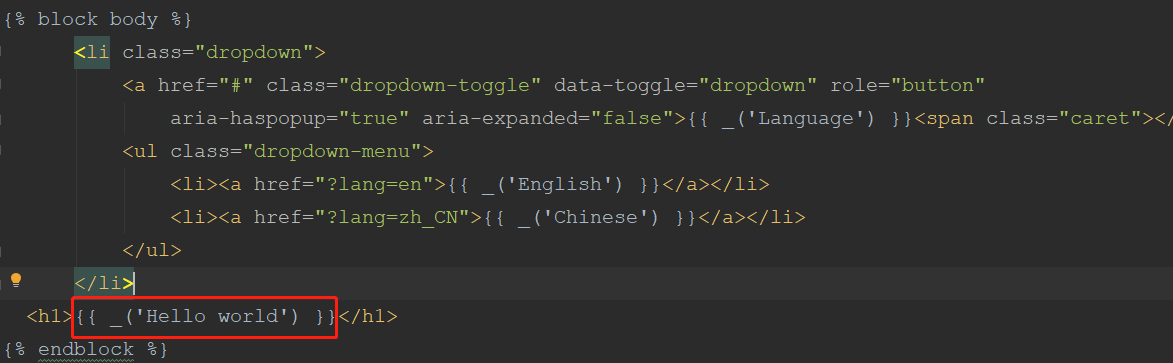 {% block body %}
<li class="dropdown">
<a href="#" class="dropdown-toggle" data-toggle="dropdown" role="button"
aria-haspopup="true" aria-expanded="false">{{ _('Language') }}<span class="caret"></
<ul class="dropdown-menu">
<li><a href="?lang=en">{{ _('English') }}</a></li>
<li><a href="?lang=zh_CN">{{ _('Chinese') }}</a></li>
</ul>
</li>
<h1>{{ _('Hello world') }}</h1>
{% endblock %}